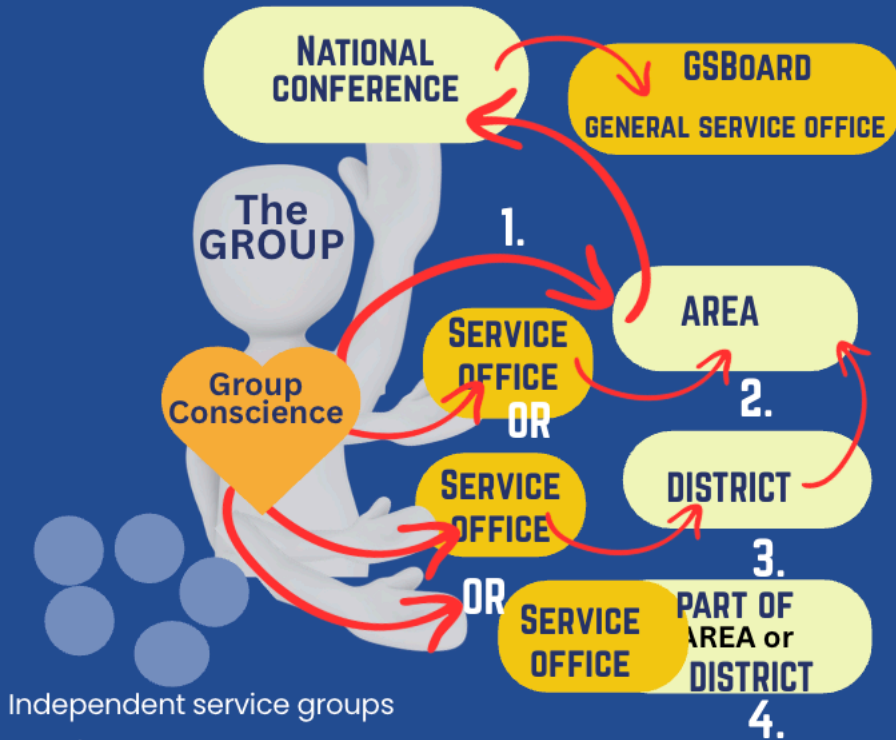 NATIONAL
CONFERENCE
GSBOARD
GENERAL SERVICE OFFICE
The
GROUP
1.
AREA
SERVICE
OFFICE
OR
2.
Group
Conscience
SERVICE
OFFICE
DISTRICT
3.
OR
SERVICE
OFFICE
PART OF
AREA or
DISTRICT
4.
Independent service groups